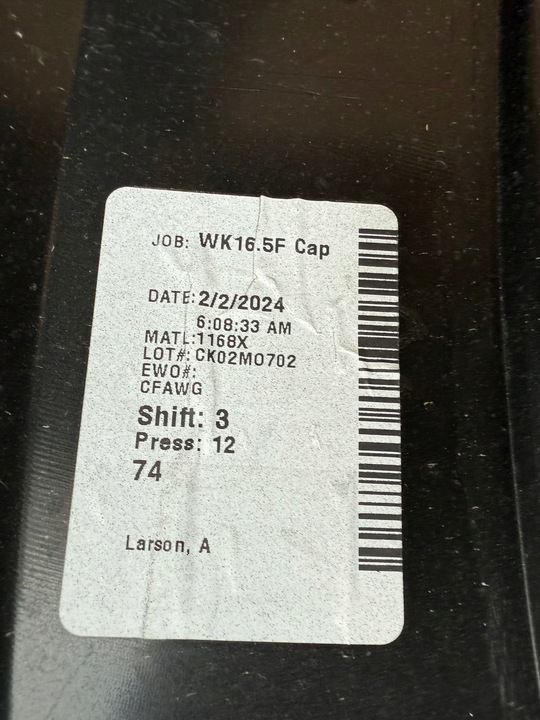 JOB: WK16.5F Cap
DATE: 2/2/2024
6:08:33 AM
MATL:1168X
LOT#: CK02MO702
EWO#:
CFAWG
Shift: 3
Press: 12
74
Larson, A